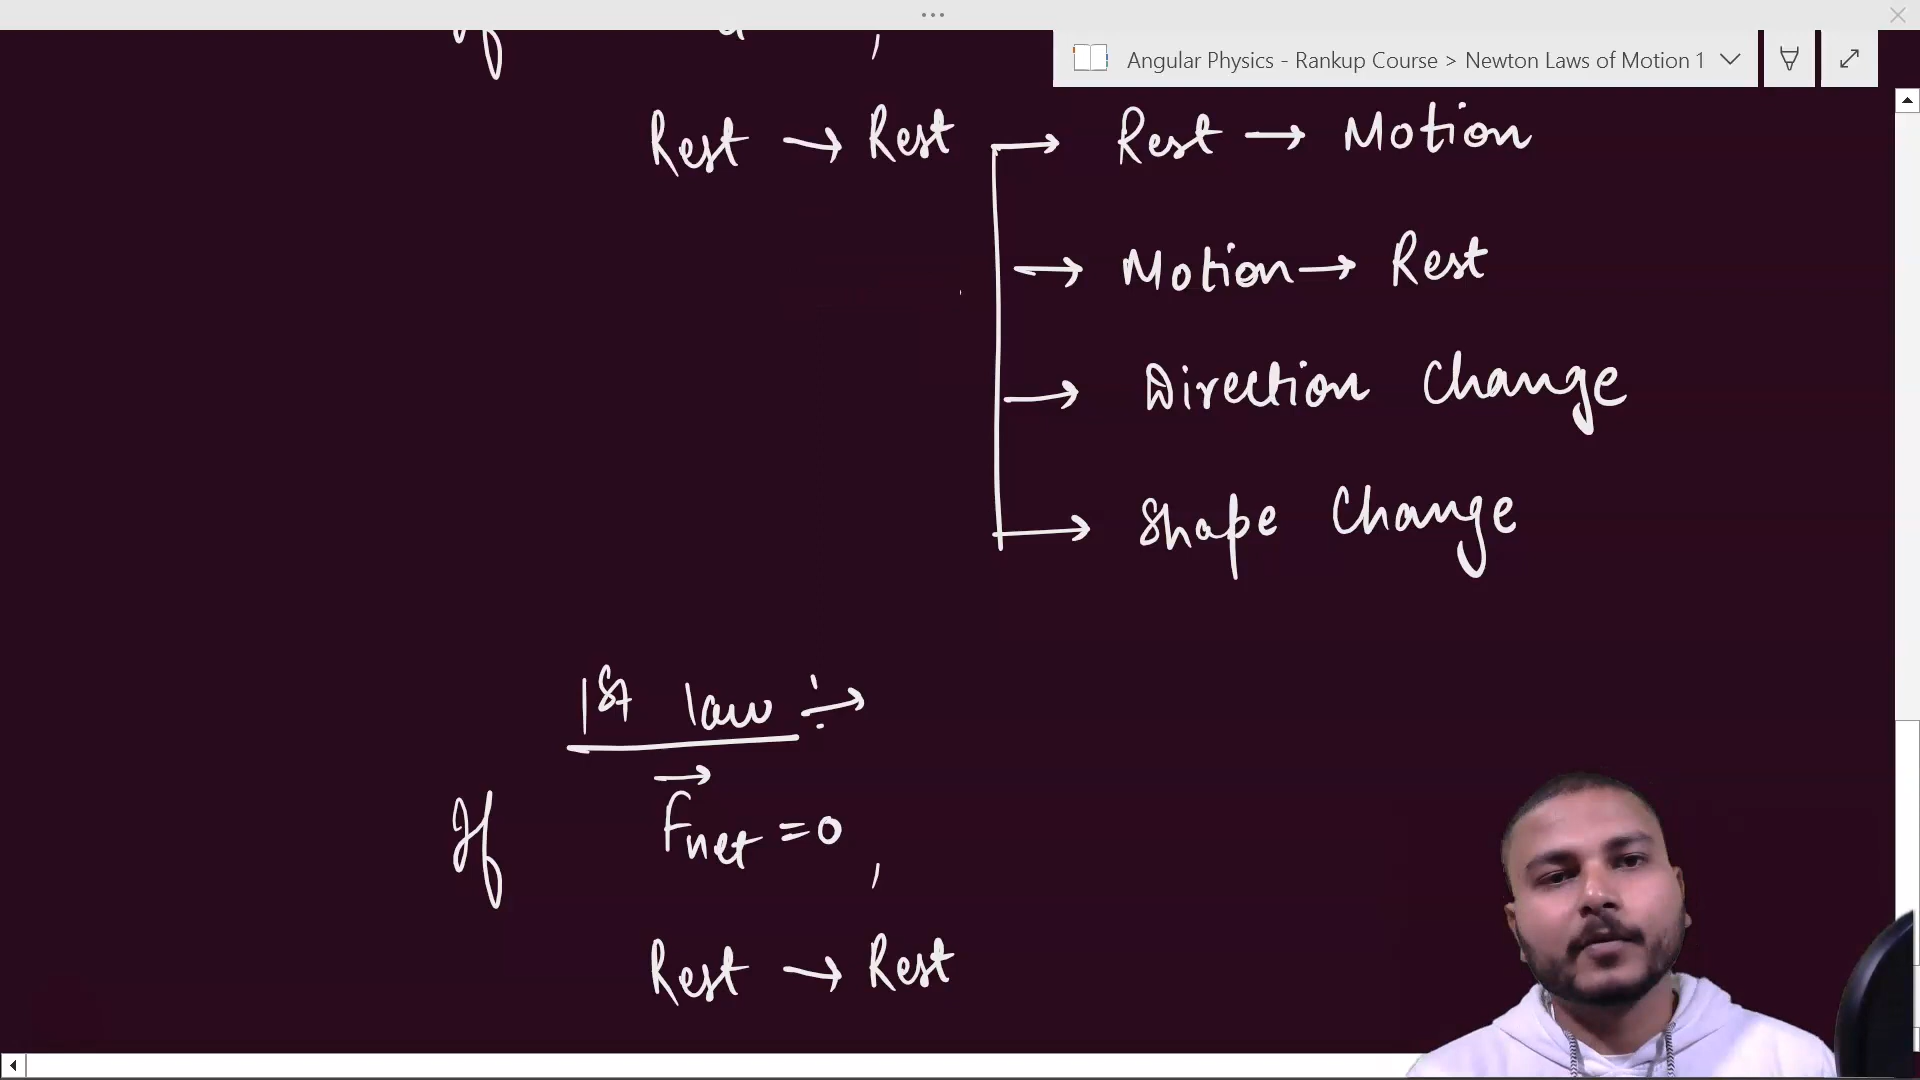 Angular Physics - Rankup Course > Newton Laws of Motion 1
Rest → Rest → Rest → Motion
→ Motion → Rest
→ Direction Change
→ Shape Change
1st law :→
If F⃗net = 0,
Rest → Rest